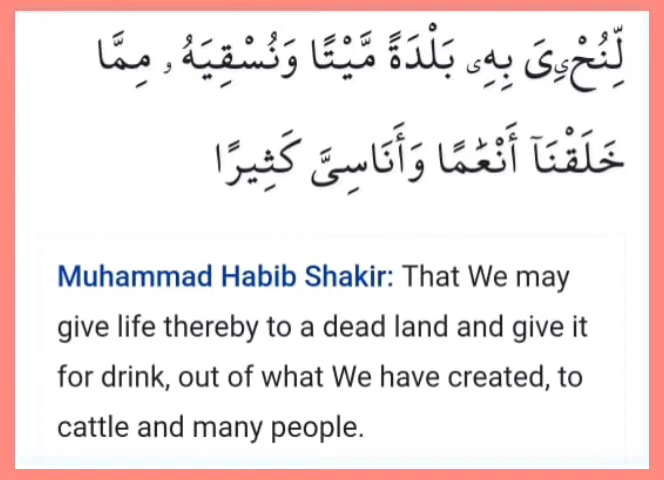 لِّنُحْـِۧىَ بِهِۦ بَلْدَةً مَّيْتًا وَنُسْقِيَهُۥ مِمَّا
خَلَقْنَآ أَنْعَٰمًا وَأَنَاسِىَّ كَثِيرًا
Muhammad Habib Shakir: That We may
give life thereby to a dead land and give it
for drink, out of what We have created, to
cattle and many people.